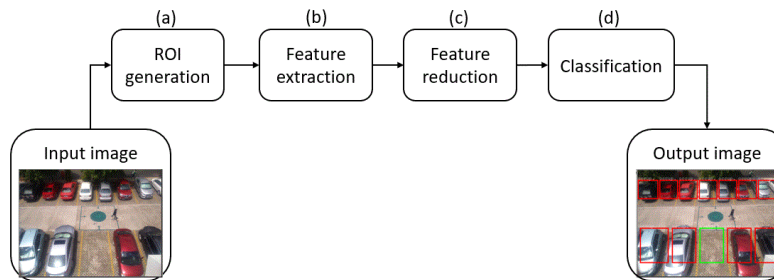 (a)
(b)
(c)
(d)
ROI
generation
Feature
extraction
Feature
reduction
Classification
Input image
Output image